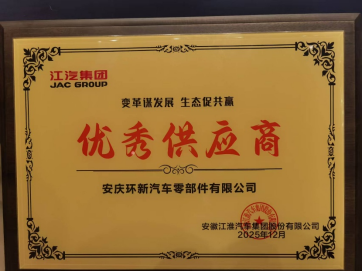 江汽集团
JAC GROUP
变革谋发展 生态促共赢
优秀供应商
安庆环新汽车零部件有限公司
安徽江淮汽车集团股份有限公司
2025年12月